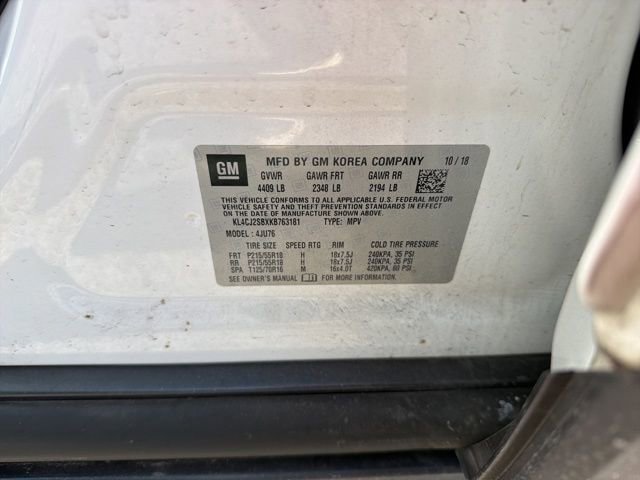 GM
MFD BY GM KOREA COMPANY 10 / 18
GVWR GAWR FRT GAWR RR
4409 LB 2348 LB 2194 LB
THIS VEHICLE CONFORMS TO ALL APPLICABLE U.S. FEDERAL MOTOR
VEHICLE SAFETY AND THEFT PREVENTION STANDARDS IN EFFECT
ON THE DATE OF MANUFACTURE SHOWN ABOVE.
KL4CJ2SBXKB763181 TYPE: MPV
MODEL : 4JU76
TIRE SIZE SPEED RTG RIM COLD TIRE PRESSURE
FRT P215/55R18 H 18x7.5J 240KPA, 35 PSI
RR P215/55R18 H 18x7.5J 240KPA, 35 PSI
SPA T125/70R16 M 16x4.0T 420KPA, 60 PSI
SEE OWNER'S MANUAL FOR MORE INFORMATION.